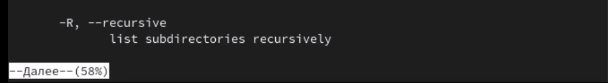 -R, --recursive
list subdirectories recursively
--Далее--(58%)